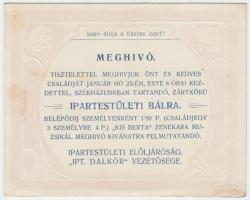 Isten áldja a tisztes ipart!
MEGHIVÓ.
TISZTELETTEL MEGHIVJUK ÖNT ÉS KEDVES
CSALÁDJÁT JANUÁR HÓ 25-ÉN, ESTE 8 ÓRAI KEZ-
DETTEL, SZÉKHÁZUNKBAN TARTANDÓ, ZÁRTKÖRÜ
IPARTESTÜLETI BÁLRA.
BELÉPŐDIJ SZEMÉLYENKÉNT 1·50 P. (CSALÁDJEGY
3 SZEMÉLYRE 4 P.) „KIS BERTA" ZENEKARA MU-
ZSIKÁL. MEGHIVÓ KIVÁNATRA FELMUTATANDÓ.
IPARTESTÜLETI ELŐLJÁRÓSÁG.
„IPT. DALKÖR" VEZETŐSÉGE.